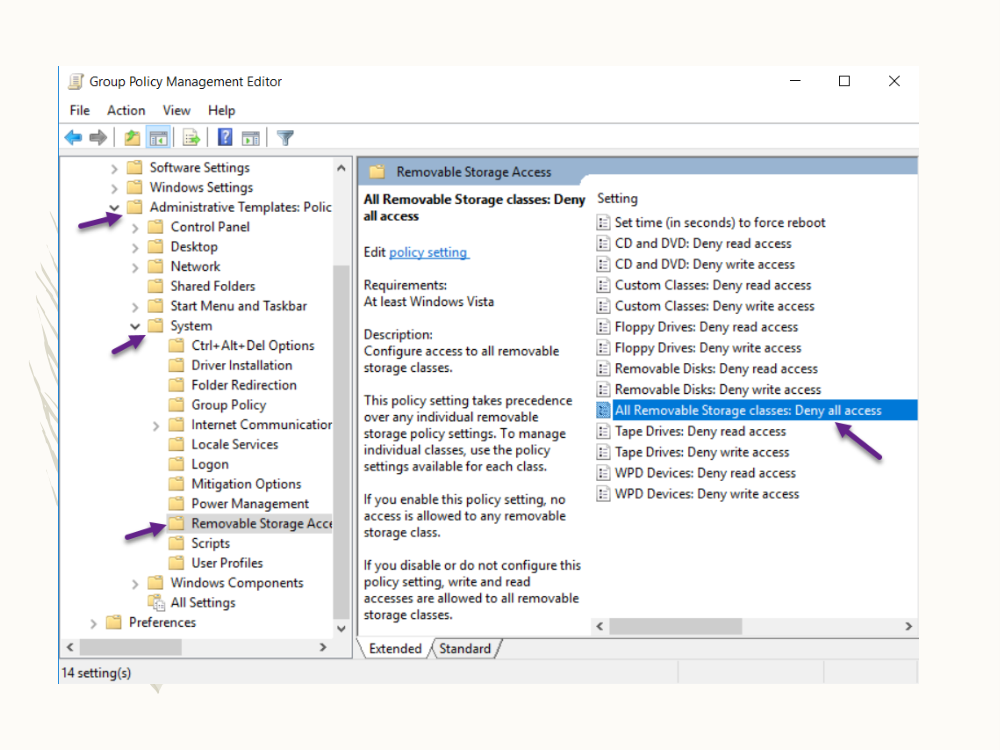 Group Policy Management Editor
File Action View Help
Software Settings
Windows Settings
Administrative Templates: Polic
Control Panel
Desktop
Network
Shared Folders
Start Menu and Taskbar
System
Ctrl+Alt+Del Options
Driver Installation
Folder Redirection
Group Policy
Internet Communication
Locale Services
Logon
Mitigation Options
Power Management
Removable Storage Acce
Scripts
User Profiles
Windows Components
All Settings
Preferences
Removable Storage Access
All Removable Storage classes: Deny
all access
Edit policy setting
Requirements:
At least Windows Vista
Description:
Configure access to all removable
storage classes.
This policy setting takes precedence
over any individual removable
storage policy settings. To manage
individual classes, use the policy
settings available for each class.
If you enable this policy setting, no
access is allowed to any removable
storage class.
If you disable or do not configure this
policy setting, write and read
accesses are allowed to all removable
storage classes.
Setting
Set time (in seconds) to force reboot
CD and DVD: Deny read access
CD and DVD: Deny write access
Custom Classes: Deny read access
Custom Classes: Deny write access
Floppy Drives: Deny read access
Floppy Drives: Deny write access
Removable Disks: Deny read access
Removable Disks: Deny write access
All Removable Storage classes: Deny all access
Tape Drives: Deny read access
Tape Drives: Deny write access
WPD Devices: Deny read access
WPD Devices: Deny write access
Extended Standard
14 setting(s)